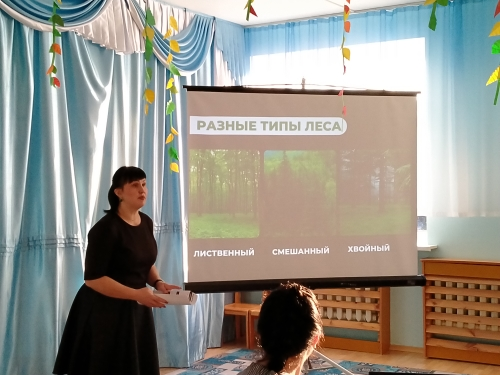 РАЗНЫЕ ТИПЫ ЛЕСА
ЛИСТВЕННЫЙ СМЕШАННЫЙ ХВОЙНЫЙ